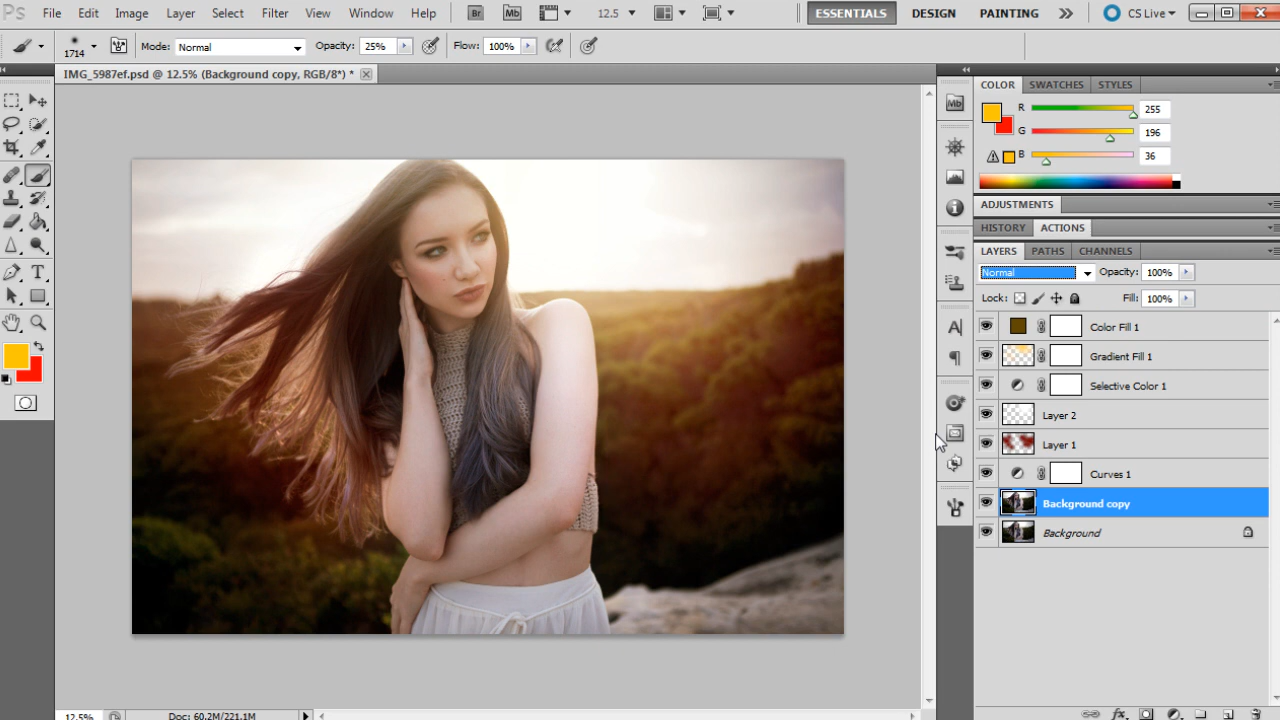 Ps File Edit Image Layer Select Filter View Window Help Br Mb 12.5 ESSENTIALS DESIGN PAINTING CS Live
1714 Mode: Normal Opacity: 25% Flow: 100%
IMG_5987ef.psd @ 12.5% (Background copy, RGB/8*) *
COLOR SWATCHES STYLES
Mb
R 255
G 196
B 36
ADJUSTMENTS
HISTORY ACTIONS
LAYERS PATHS CHANNELS
Normal Opacity: 100%
Lock: Fill: 100%
Color Fill 1
Gradient Fill 1
Selective Color 1
Layer 2
Layer 1
Curves 1
Background copy
Background
12.5% Doc: 60.2M/221.1M